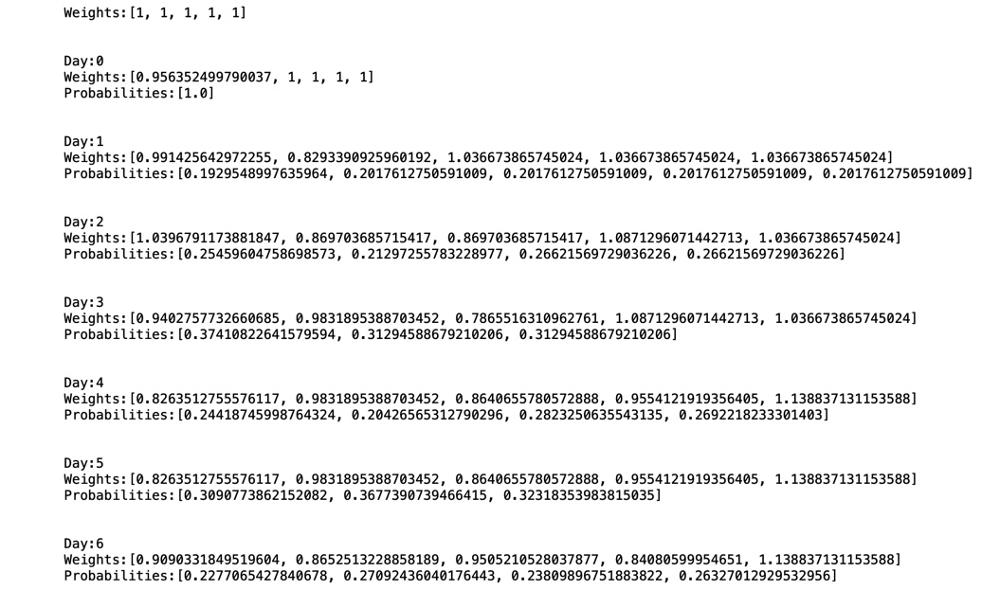 Weights:[1, 1, 1, 1, 1]
Day:0
Weights:[0.956352499790037, 1, 1, 1, 1]
Probabilities:[1.0]
Day:1
Weights:[0.991425642972255, 0.8293390925960192, 1.036673865745024, 1.036673865745024, 1.036673865745024]
Probabilities:[0.1929548997635964, 0.2017612750591009, 0.2017612750591009, 0.2017612750591009, 0.2017612750591009]
Day:2
Weights:[1.0396791173881847, 0.869703685715417, 0.869703685715417, 1.0871296071442713, 1.036673865745024]
Probabilities:[0.25459604758698573, 0.21297255783228977, 0.26621569729036226, 0.26621569729036226]
Day:3
Weights:[0.9402757732660685, 0.9831895388703452, 0.7865516310962761, 1.0871296071442713, 1.036673865745024]
Probabilities:[0.37410822641579594, 0.31294588679210206, 0.31294588679210206]
Day:4
Weights:[0.8263512755576117, 0.9831895388703452, 0.8640655780572888, 0.9554121919356405, 1.138837131153588]
Probabilities:[0.24418745998764324, 0.20426565312790296, 0.2823250635543135, 0.2692218233301403]
Day:5
Weights:[0.8263512755576117, 0.9831895388703452, 0.8640655780572888, 0.9554121919356405, 1.138837131153588]
Probabilities:[0.3090773862152082, 0.3677390739466415, 0.32318353983815035]
Day:6
Weights:[0.9090331849519604, 0.8652513228858189, 0.9505210528037877, 0.84080599954651, 1.138837131153588]
Probabilities:[0.2277065427840678, 0.27092436040176443, 0.23809896751883822, 0.26327012929532956]